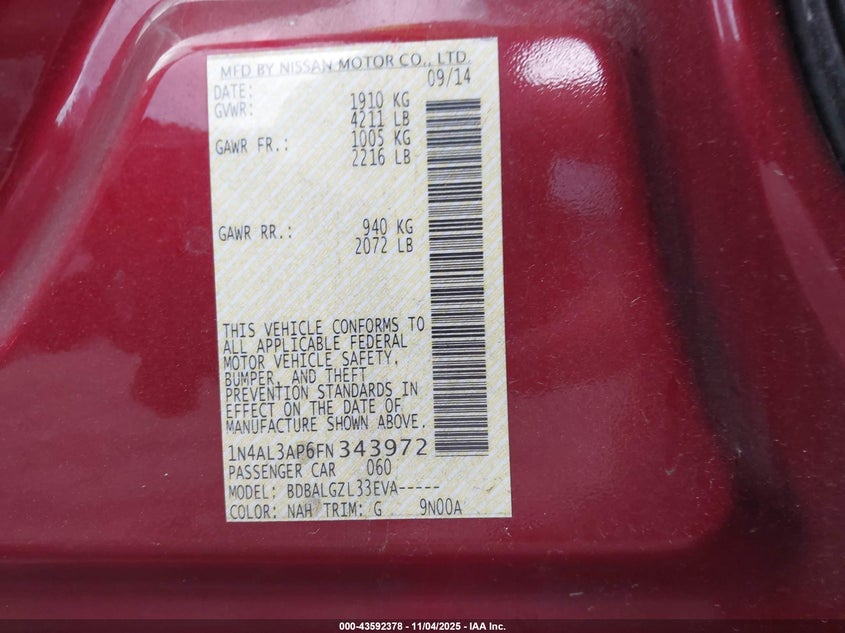 MFD BY NISSAN MOTOR CO., LTD.
DATE: 09/14
GVWR: 1910 KG
4211 LB
GAWR FR.: 1005 KG
2216 LB
GAWR RR.: 940 KG
2072 LB
THIS VEHICLE CONFORMS TO
ALL APPLICABLE FEDERAL
MOTOR VEHICLE SAFETY,
BUMPER, AND THEFT
PREVENTION STANDARDS IN
EFFECT ON THE DATE OF
MANUFACTURE SHOWN ABOVE.
1N4AL3AP6FN343972
PASSENGER CAR 060
MODEL: BDBALGZL33EVA-----
COLOR: NAH TRIM: G 9N00A
000-43592378 - 11/04/2025 - IAA Inc.